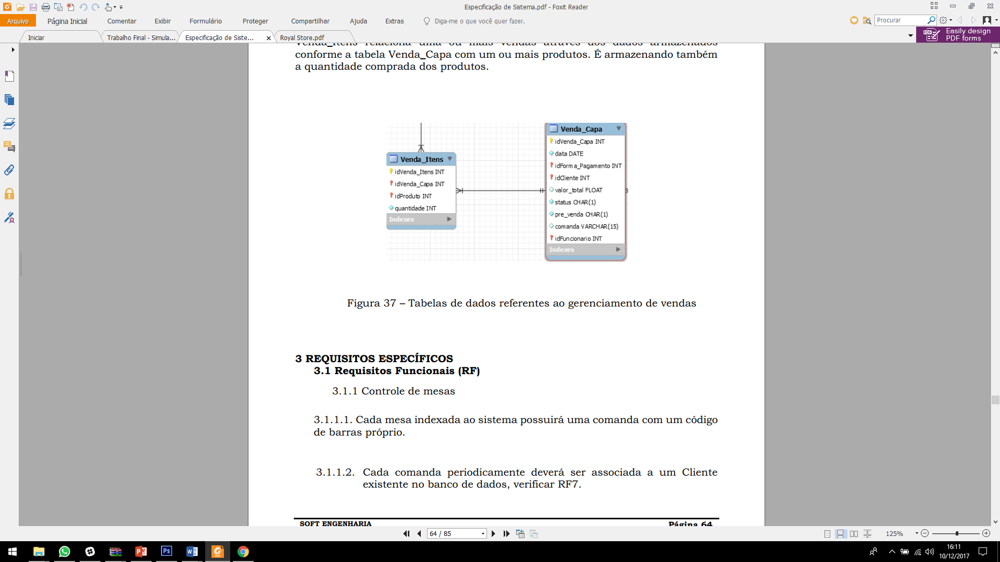 Especificação de Sistema.pdf - Foxit Reader
Arquivo Página Inicial Comentar Exibir Formulário Proteger Compartilhar Ajuda Extras Diga-me o que você quer fazer. Procurar
Iniciar Trabalho Final - Simula... Especificação de Siste... Royal Store.pdf
Easily design
PDF forms
Venda_Itens relaciona uma ou mais vendas através dos dados armazenados
conforme a tabela Venda_Capa com um ou mais produtos. É armazenando também
a quantidade comprada dos produtos.
Venda_Itens
idVenda_Itens INT
idVenda_Capa INT
idProduto INT
quantidade INT
Indexes
Venda_Capa
idVenda_Capa INT
data DATE
idForma_Pagamento INT
idCliente INT
valor_total FLOAT
status CHAR(1)
pre_venda CHAR(1)
comanda VARCHAR(15)
idFuncionario INT
Indexes
Figura 37 – Tabelas de dados referentes ao gerenciamento de vendas
3 REQUISITOS ESPECÍFICOS
3.1 Requisitos Funcionais (RF)
3.1.1 Controle de mesas
3.1.1.1. Cada mesa indexada ao sistema possuirá uma comanda com um código
de barras próprio.
3.1.1.2. Cada comanda periodicamente deverá ser associada a um Cliente
existente no banco de dados, verificar RF7.
SOFT ENGENHARIA Página 64
64 / 85
125%
16:11
10/12/2017